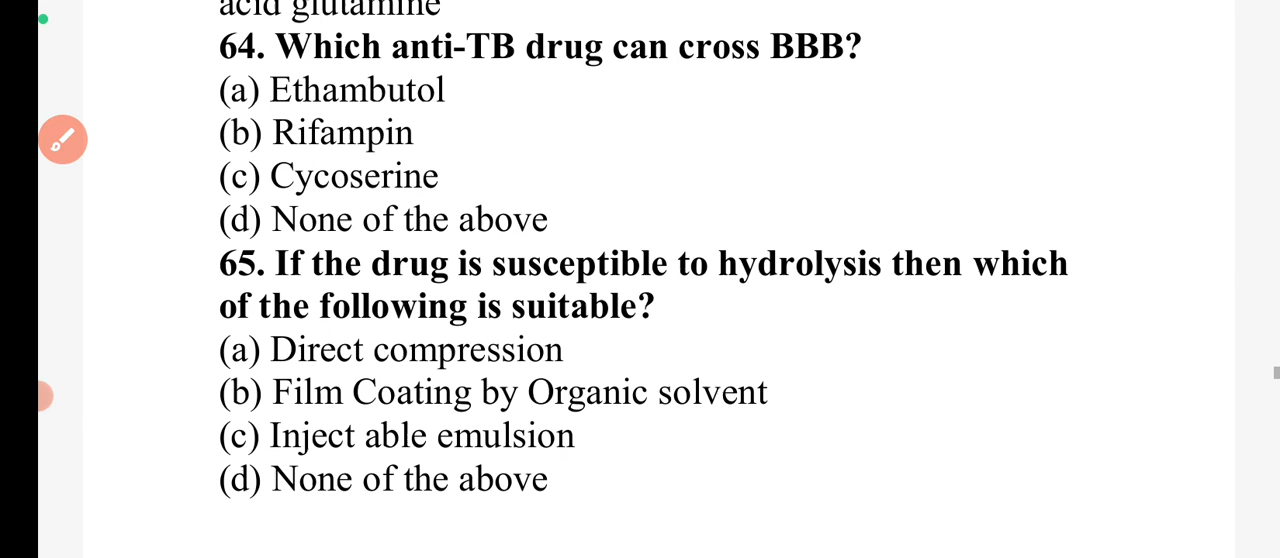 acid glutamine
64. Which anti-TB drug can cross BBB?
(a) Ethambutol
(b) Rifampin
(c) Cycoserine
(d) None of the above
65. If the drug is susceptible to hydrolysis then which
of the following is suitable?
(a) Direct compression
(b) Film Coating by Organic solvent
(c) Inject able emulsion
(d) None of the above